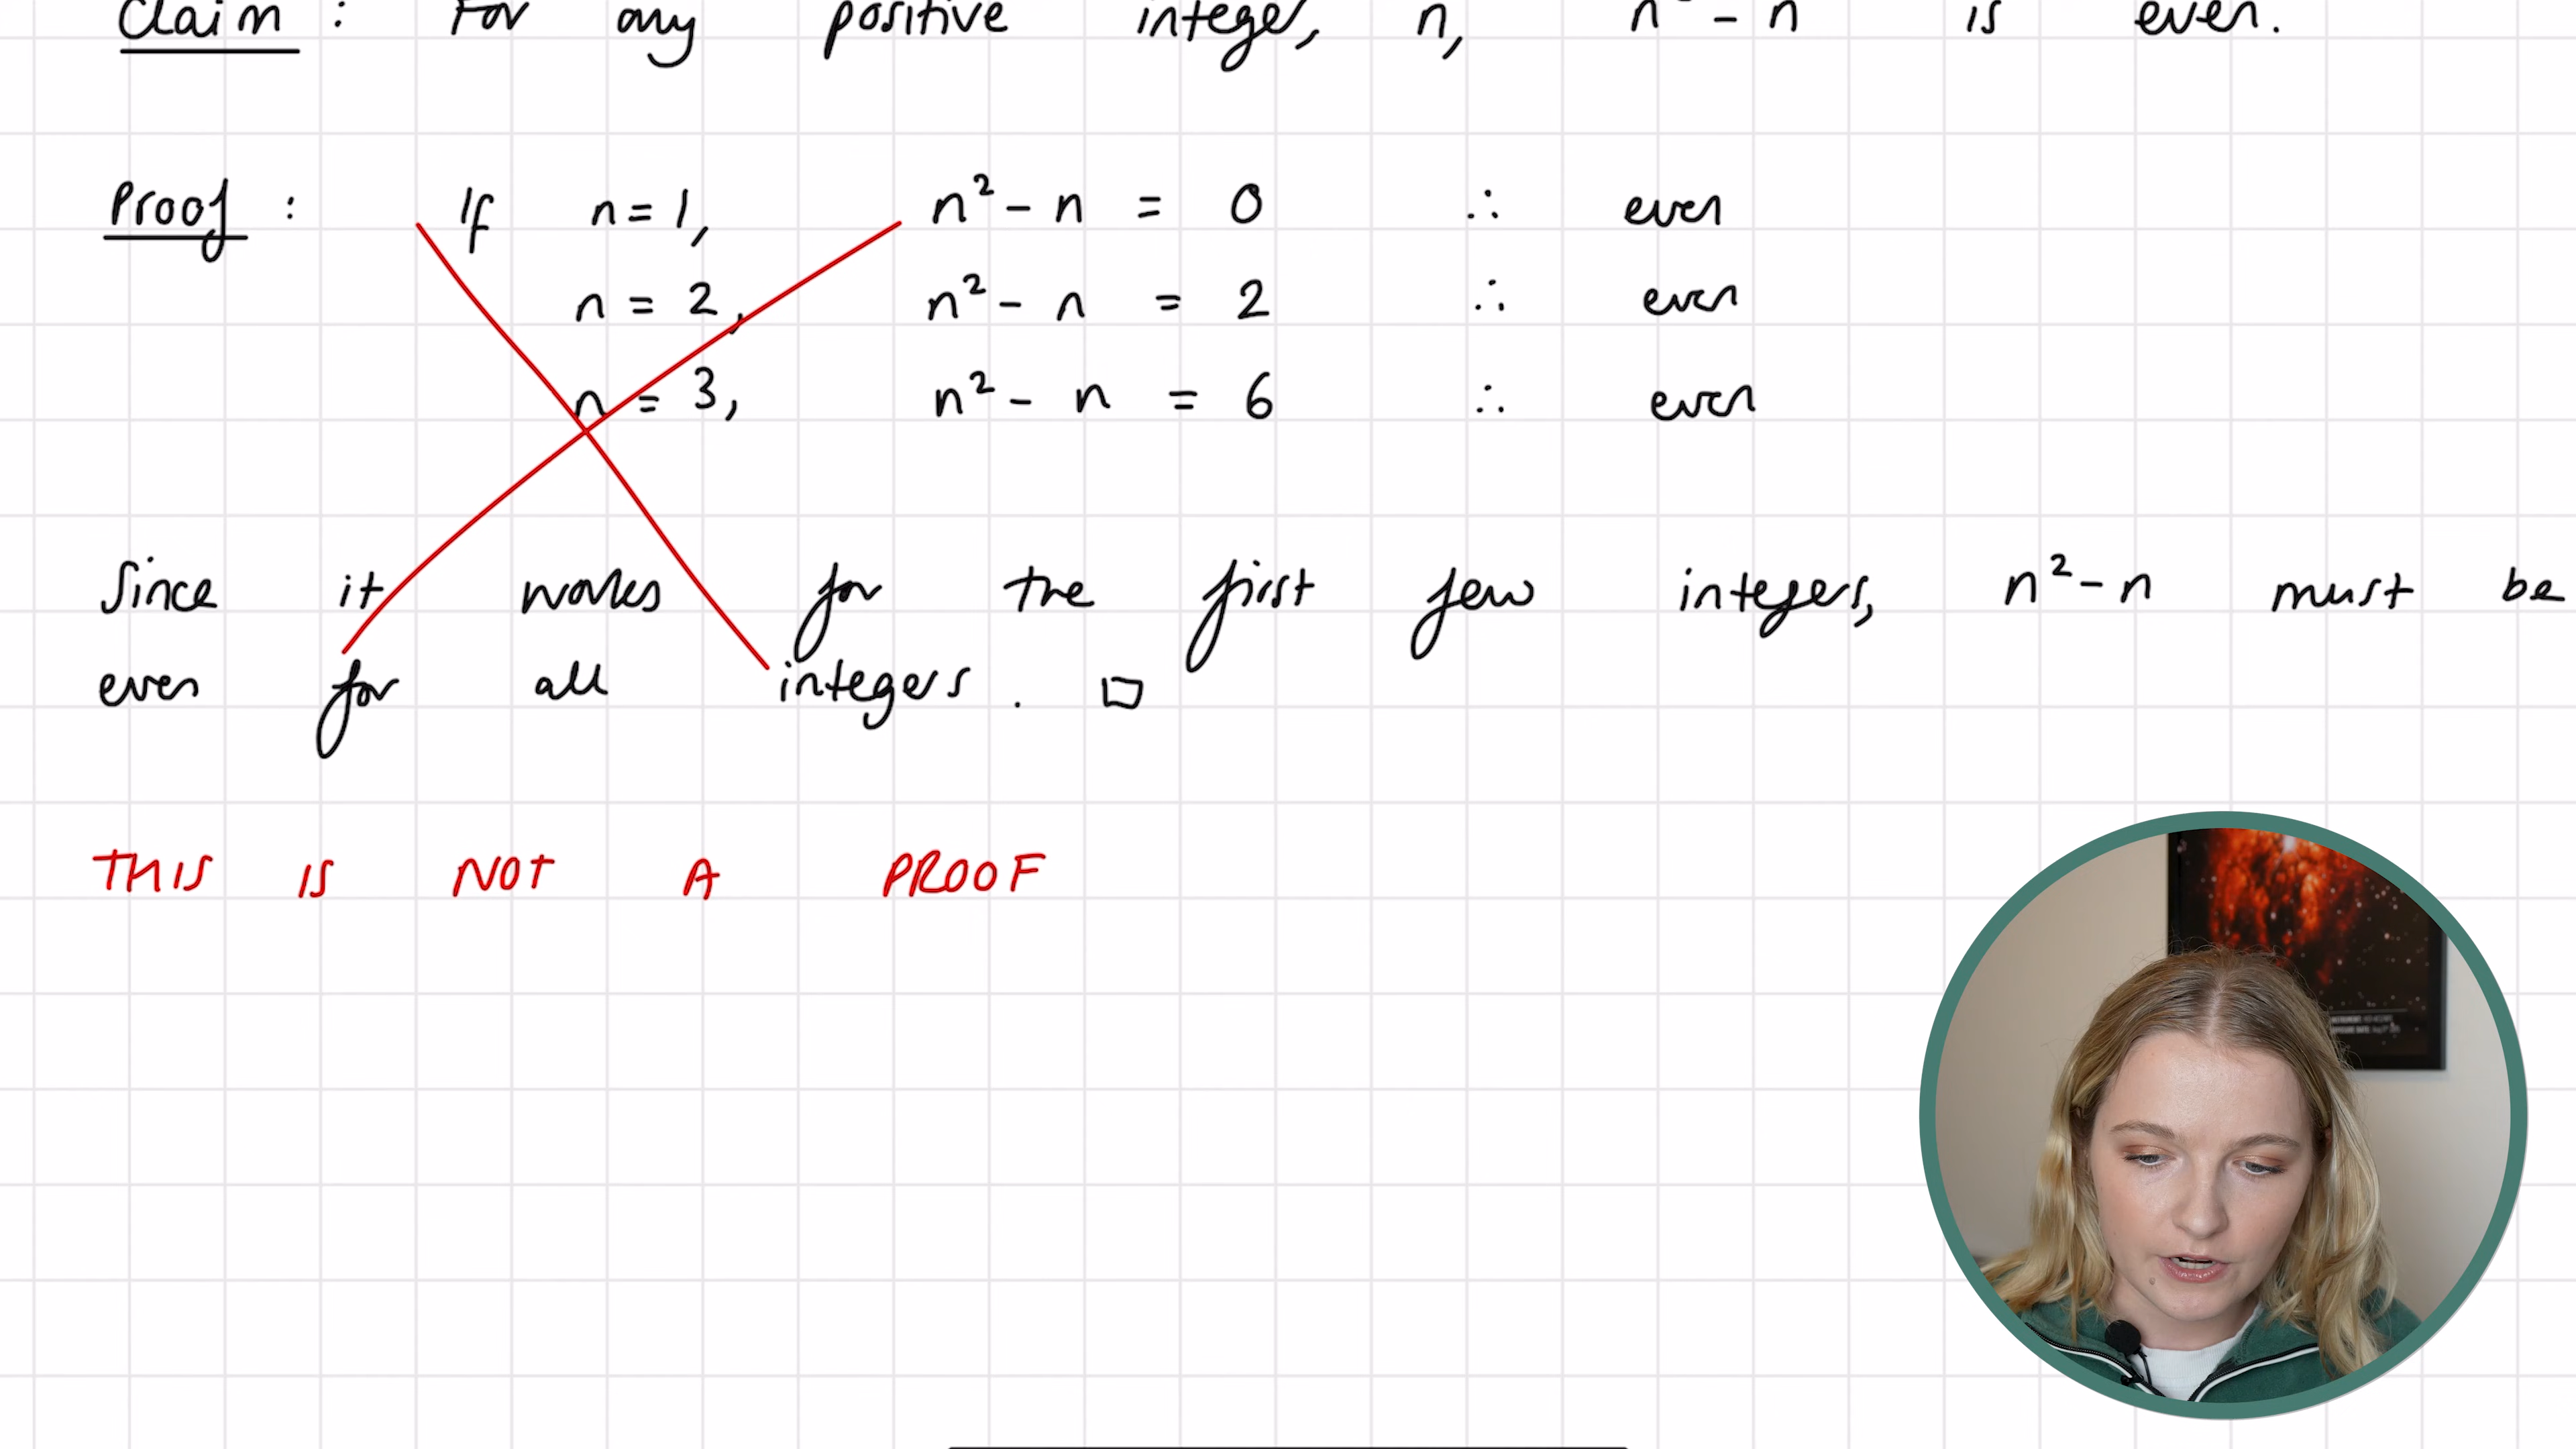 Claim : For any positive integer, n, n² - n is even.
Proof : If n = 1, n² - n = 0 ∴ even
n = 2, n² - n = 2 ∴ even
n = 3, n² - n = 6 ∴ even
Since it works for the first few integers, n² - n must be
even for all integers. □
THIS IS NOT A PROOF